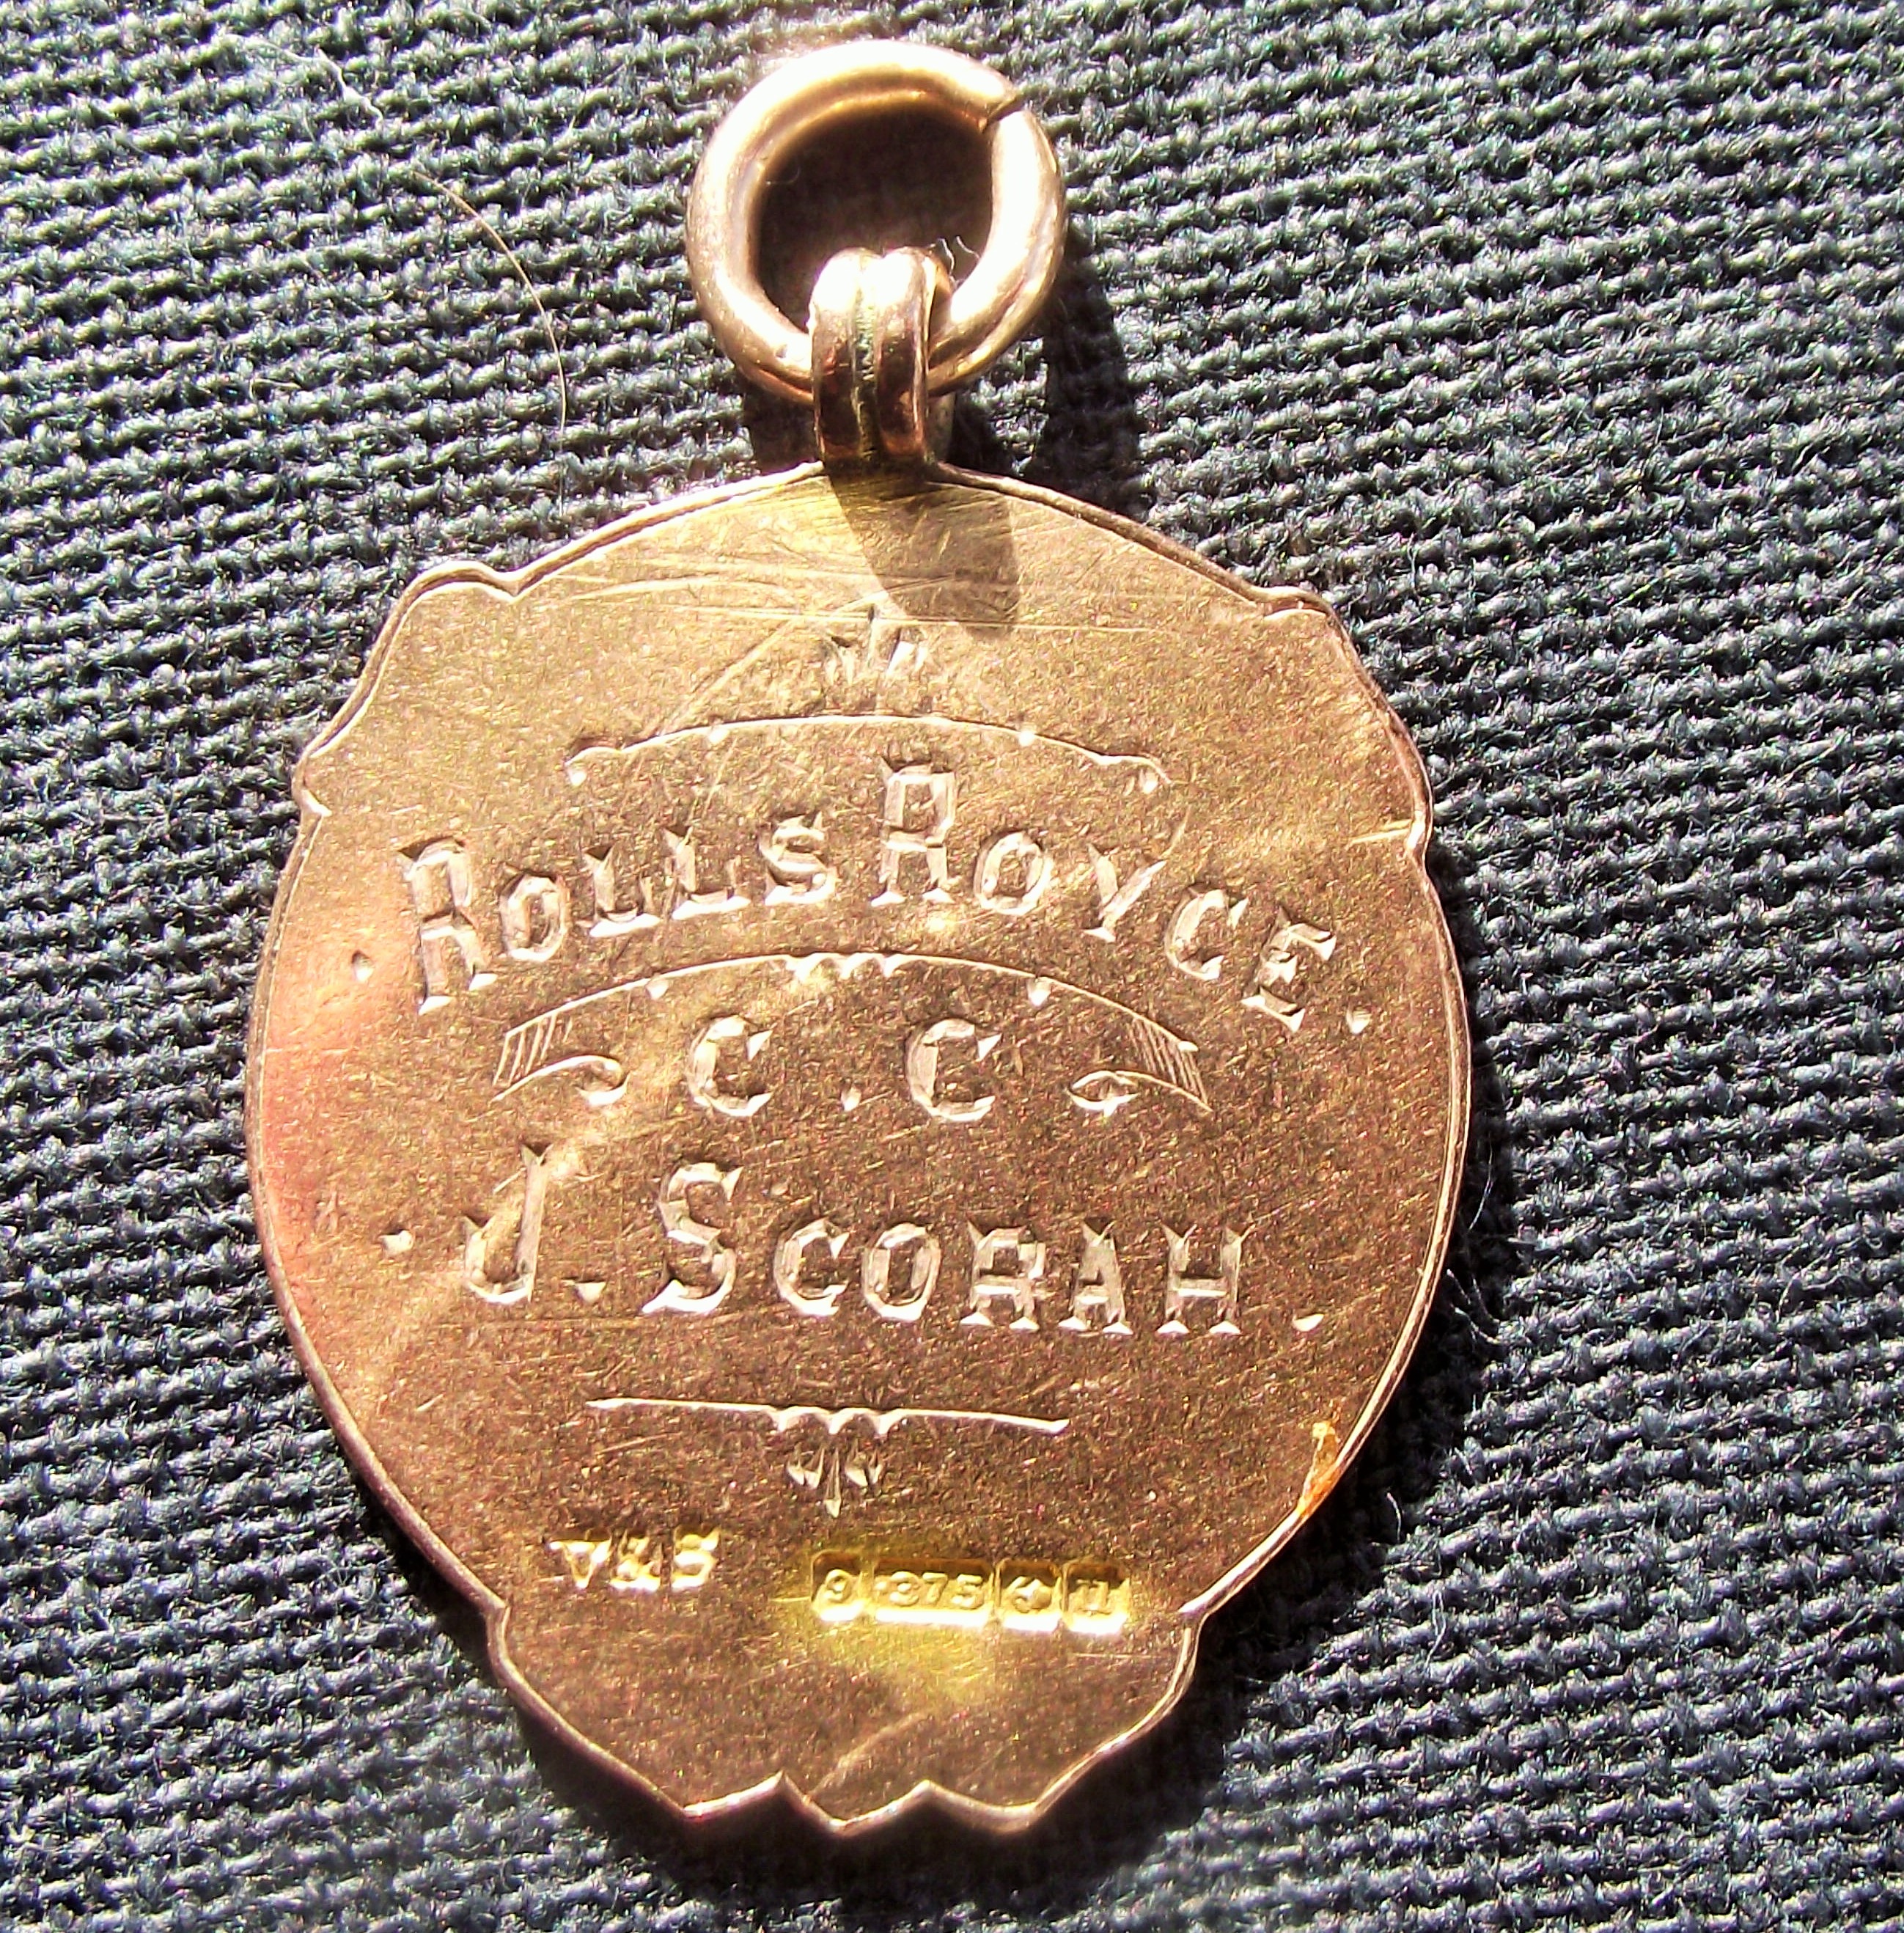 ROLLS ROYCE.
C.C
J. SCORAH.
V&S 9 .375